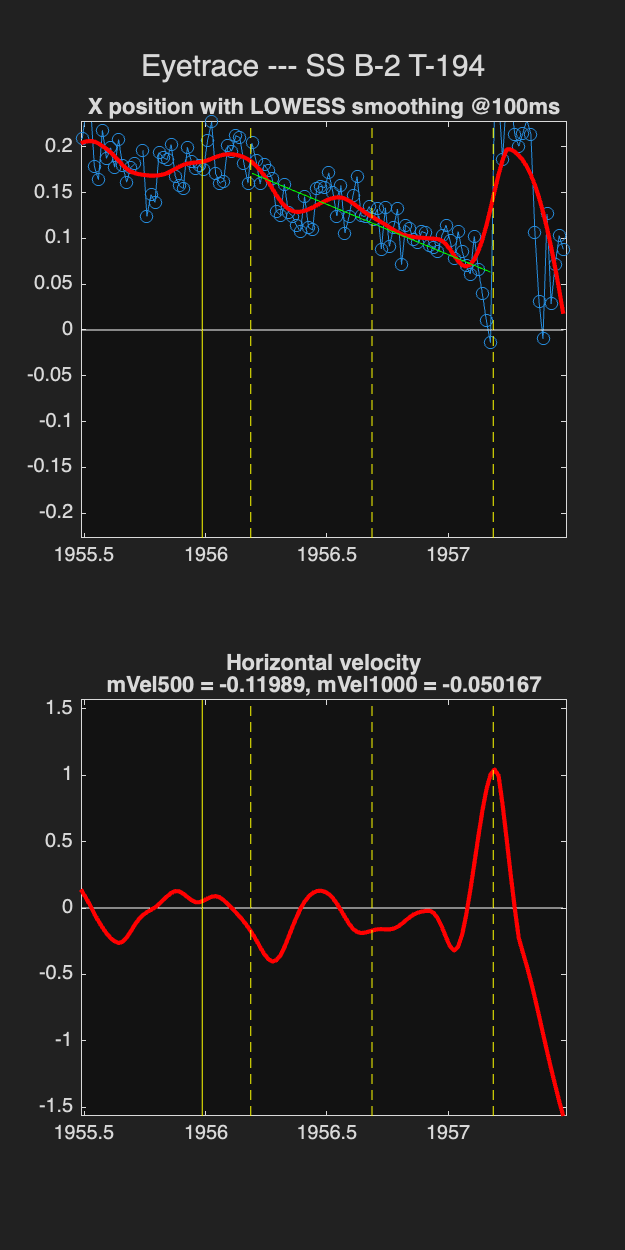 Eyetrace --- SS B-2 T-194
X position with LOWESS smoothing @100ms
0.2
0.15
0.1
0.05
0
-0.05
-0.1
-0.15
-0.2
1955.5 1956 1956.5 1957
Horizontal velocity
mVel500 = -0.11989, mVel1000 = -0.050167
1.5
1
0.5
0
-0.5
-1
-1.5
1955.5 1956 1956.5 1957